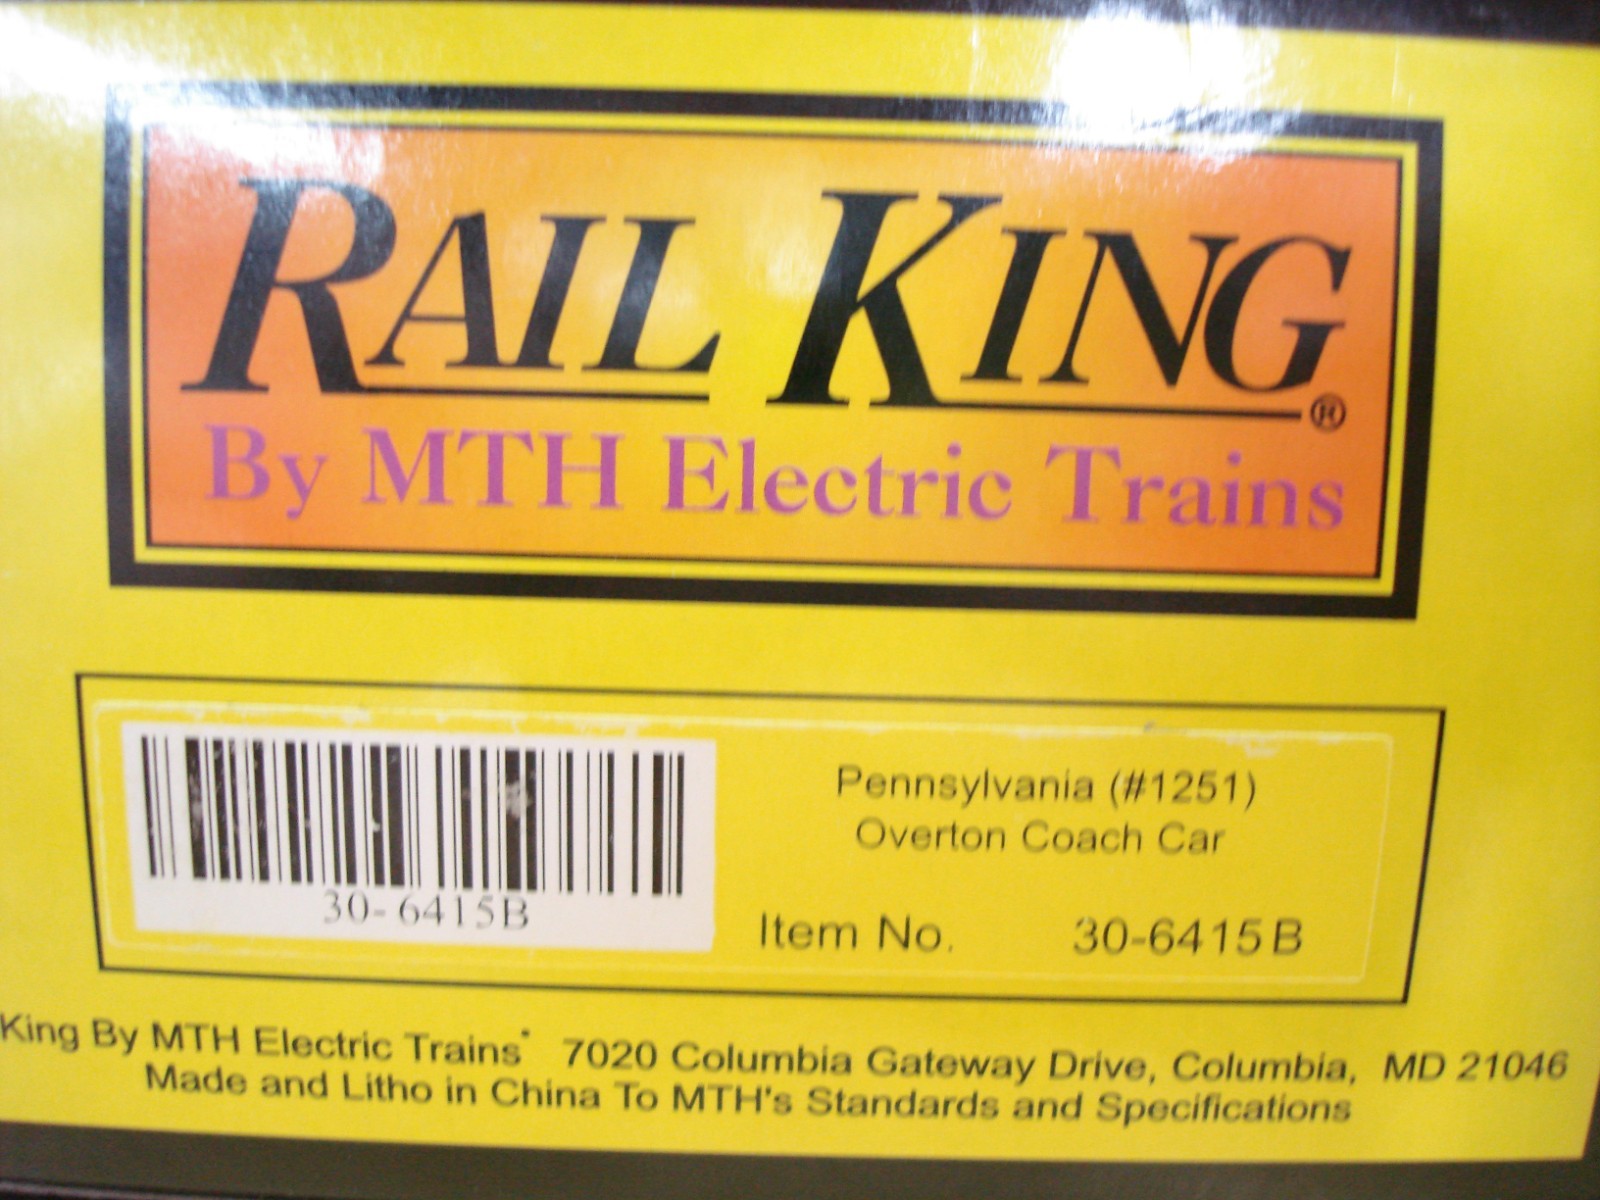 RAIL KING®
By MTH Electric Trains
Pennsylvania (#1251)
Overton Coach Car
30-6415B
Item No. 30-6415B
King By MTH Electric Trains 7020 Columbia Gateway Drive, Columbia, MD 21046
Made and Litho in China To MTH's Standards and Specifications